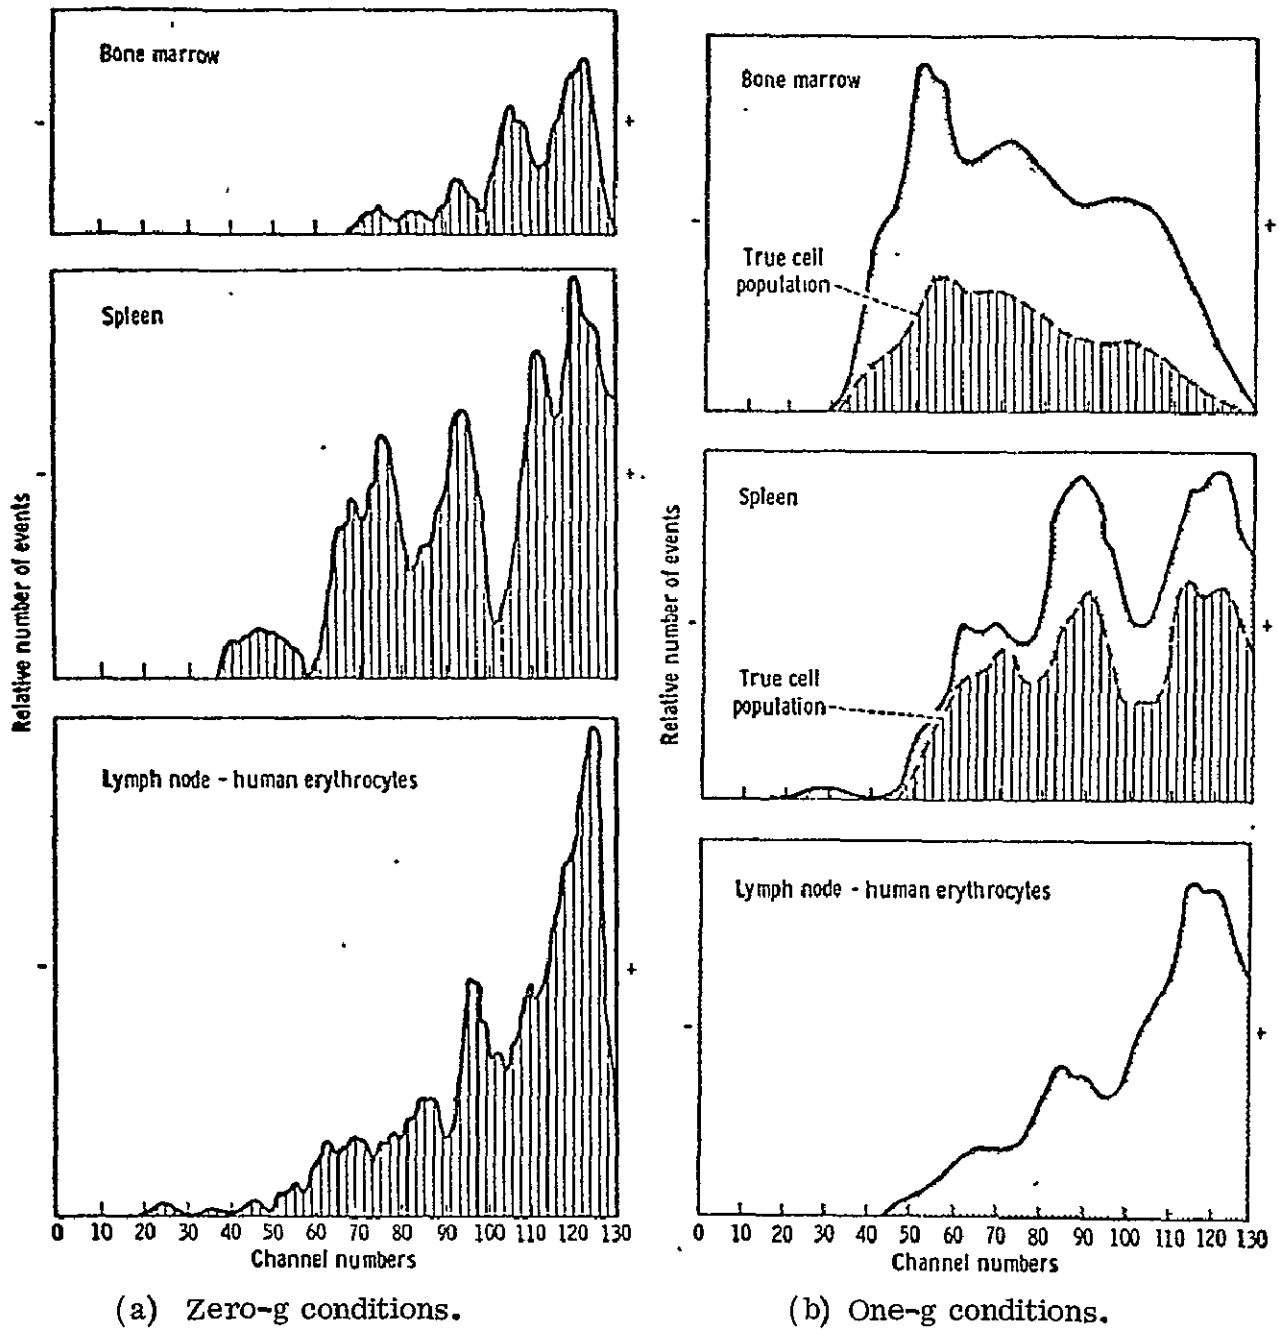 Bone marrow
-
+
Spleen
-
+
Lymph node - human erythrocytes
-
+
Relative number of events
0 10 20 30 40 50 60 70 80 90 100 110 120 130
Channel numbers
(a) Zero-g conditions.
Bone marrow
True cell
population
-
+
Spleen
True cell
population
-
+
Lymph node - human erythrocytes
-
+
Relative number of events
0 10 20 30 40 50 60 70 80 90 100 110 120 130
Channel numbers
(b) One-g conditions.